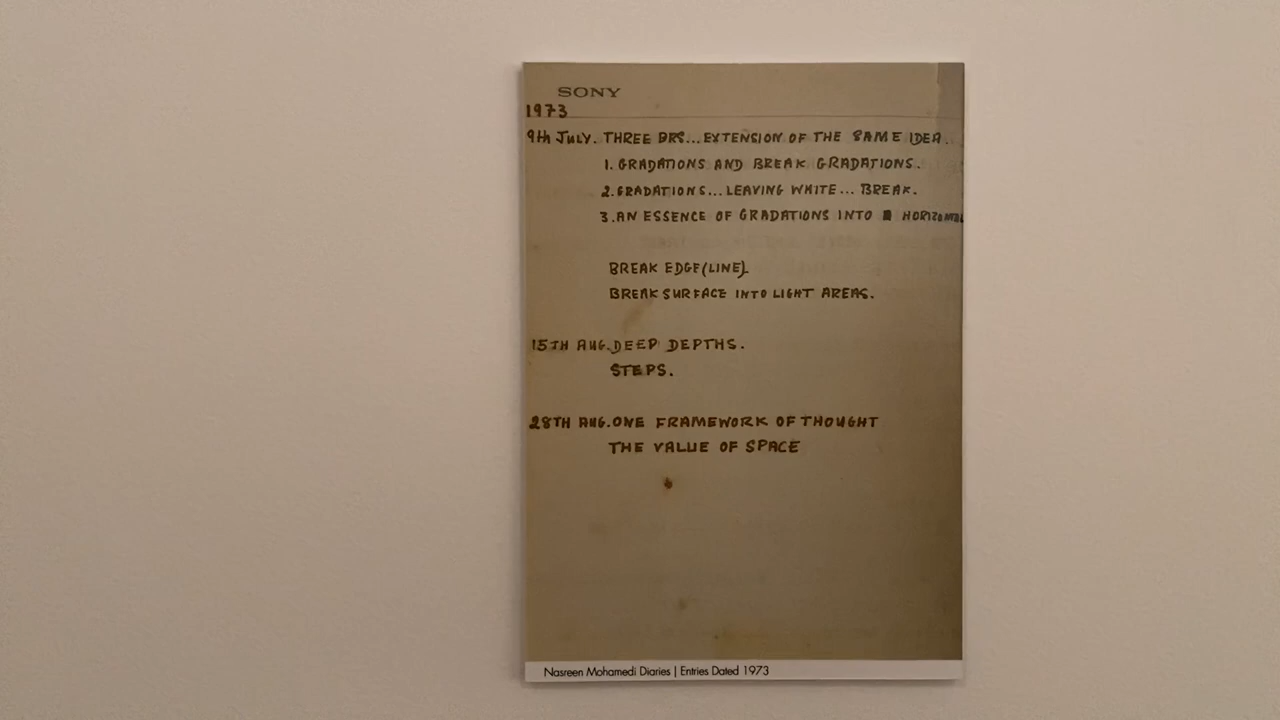 SONY
1973
9th JULY. THREE DRS... EXTENSION OF THE SAME IDEA.
1. GRADATIONS AND BREAK GRADATIONS.
2. GRADATIONS... LEAVING WHITE... BREAK.
3. AN ESSENCE OF GRADATIONS INTO HORIZONTAL
BREAK EDGE (LINE)
BREAK SURFACE INTO LIGHT AREAS.
15TH AUG. DEEP DEPTHS.
STEPS.
28TH AUG. ONE FRAMEWORK OF THOUGHT
THE VALUE OF SPACE
Nasreen Mohamedi Diaries | Entries Dated 1973